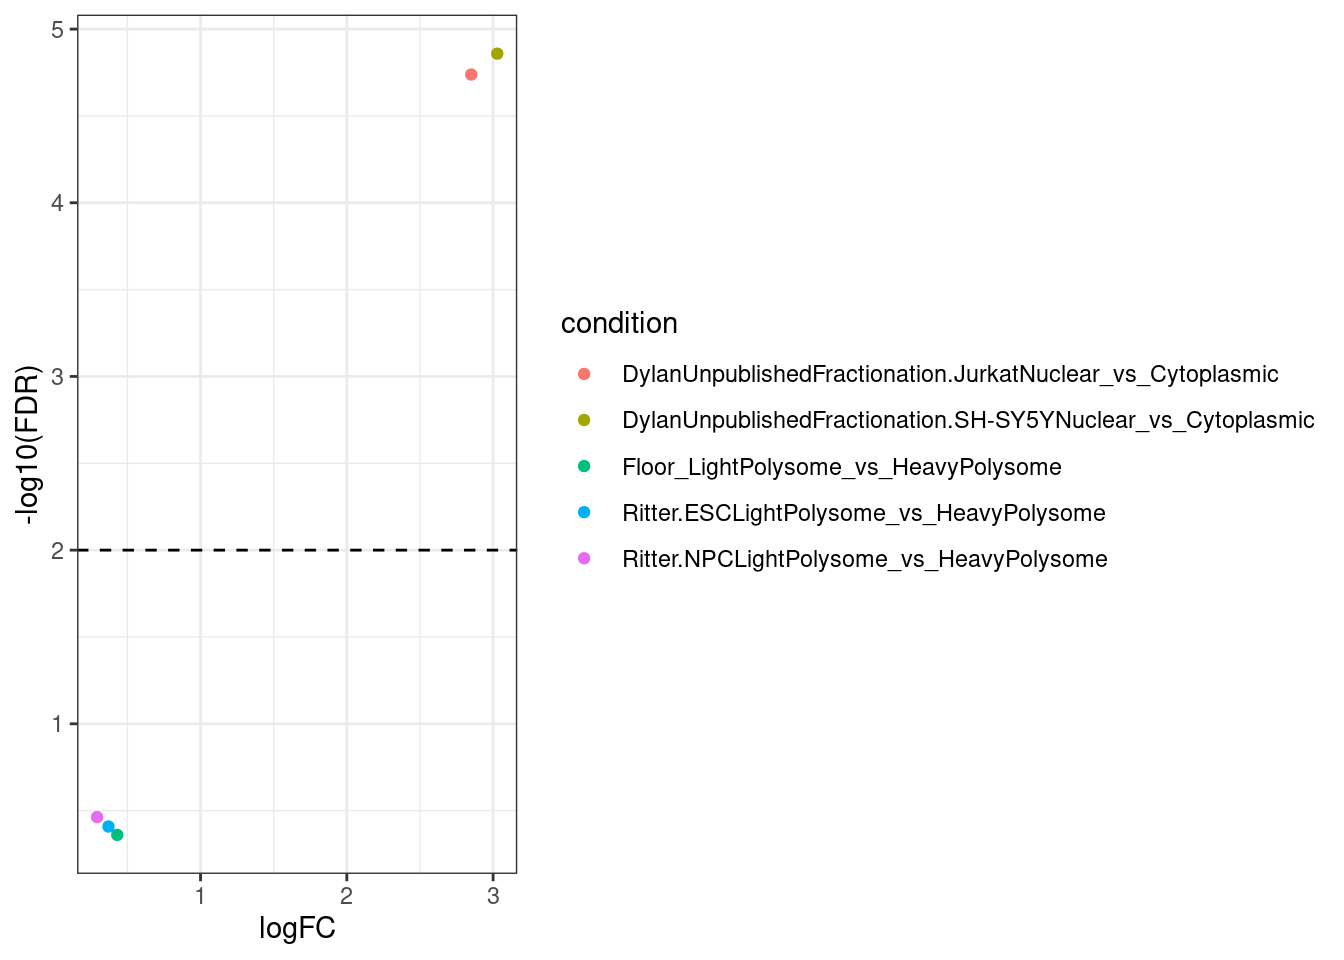 5
4
3
2
1
-log10(FDR)
1 2 3
logFC
condition
DylanUnpublishedFractionation.JurkatNuclear_vs_Cytoplasmic
DylanUnpublishedFractionation.SH-SY5YNuclear_vs_Cytoplasmic
Floor_LightPolysome_vs_HeavyPolysome
Ritter.ESCLightPolysome_vs_HeavyPolysome
Ritter.NPCLightPolysome_vs_HeavyPolysome